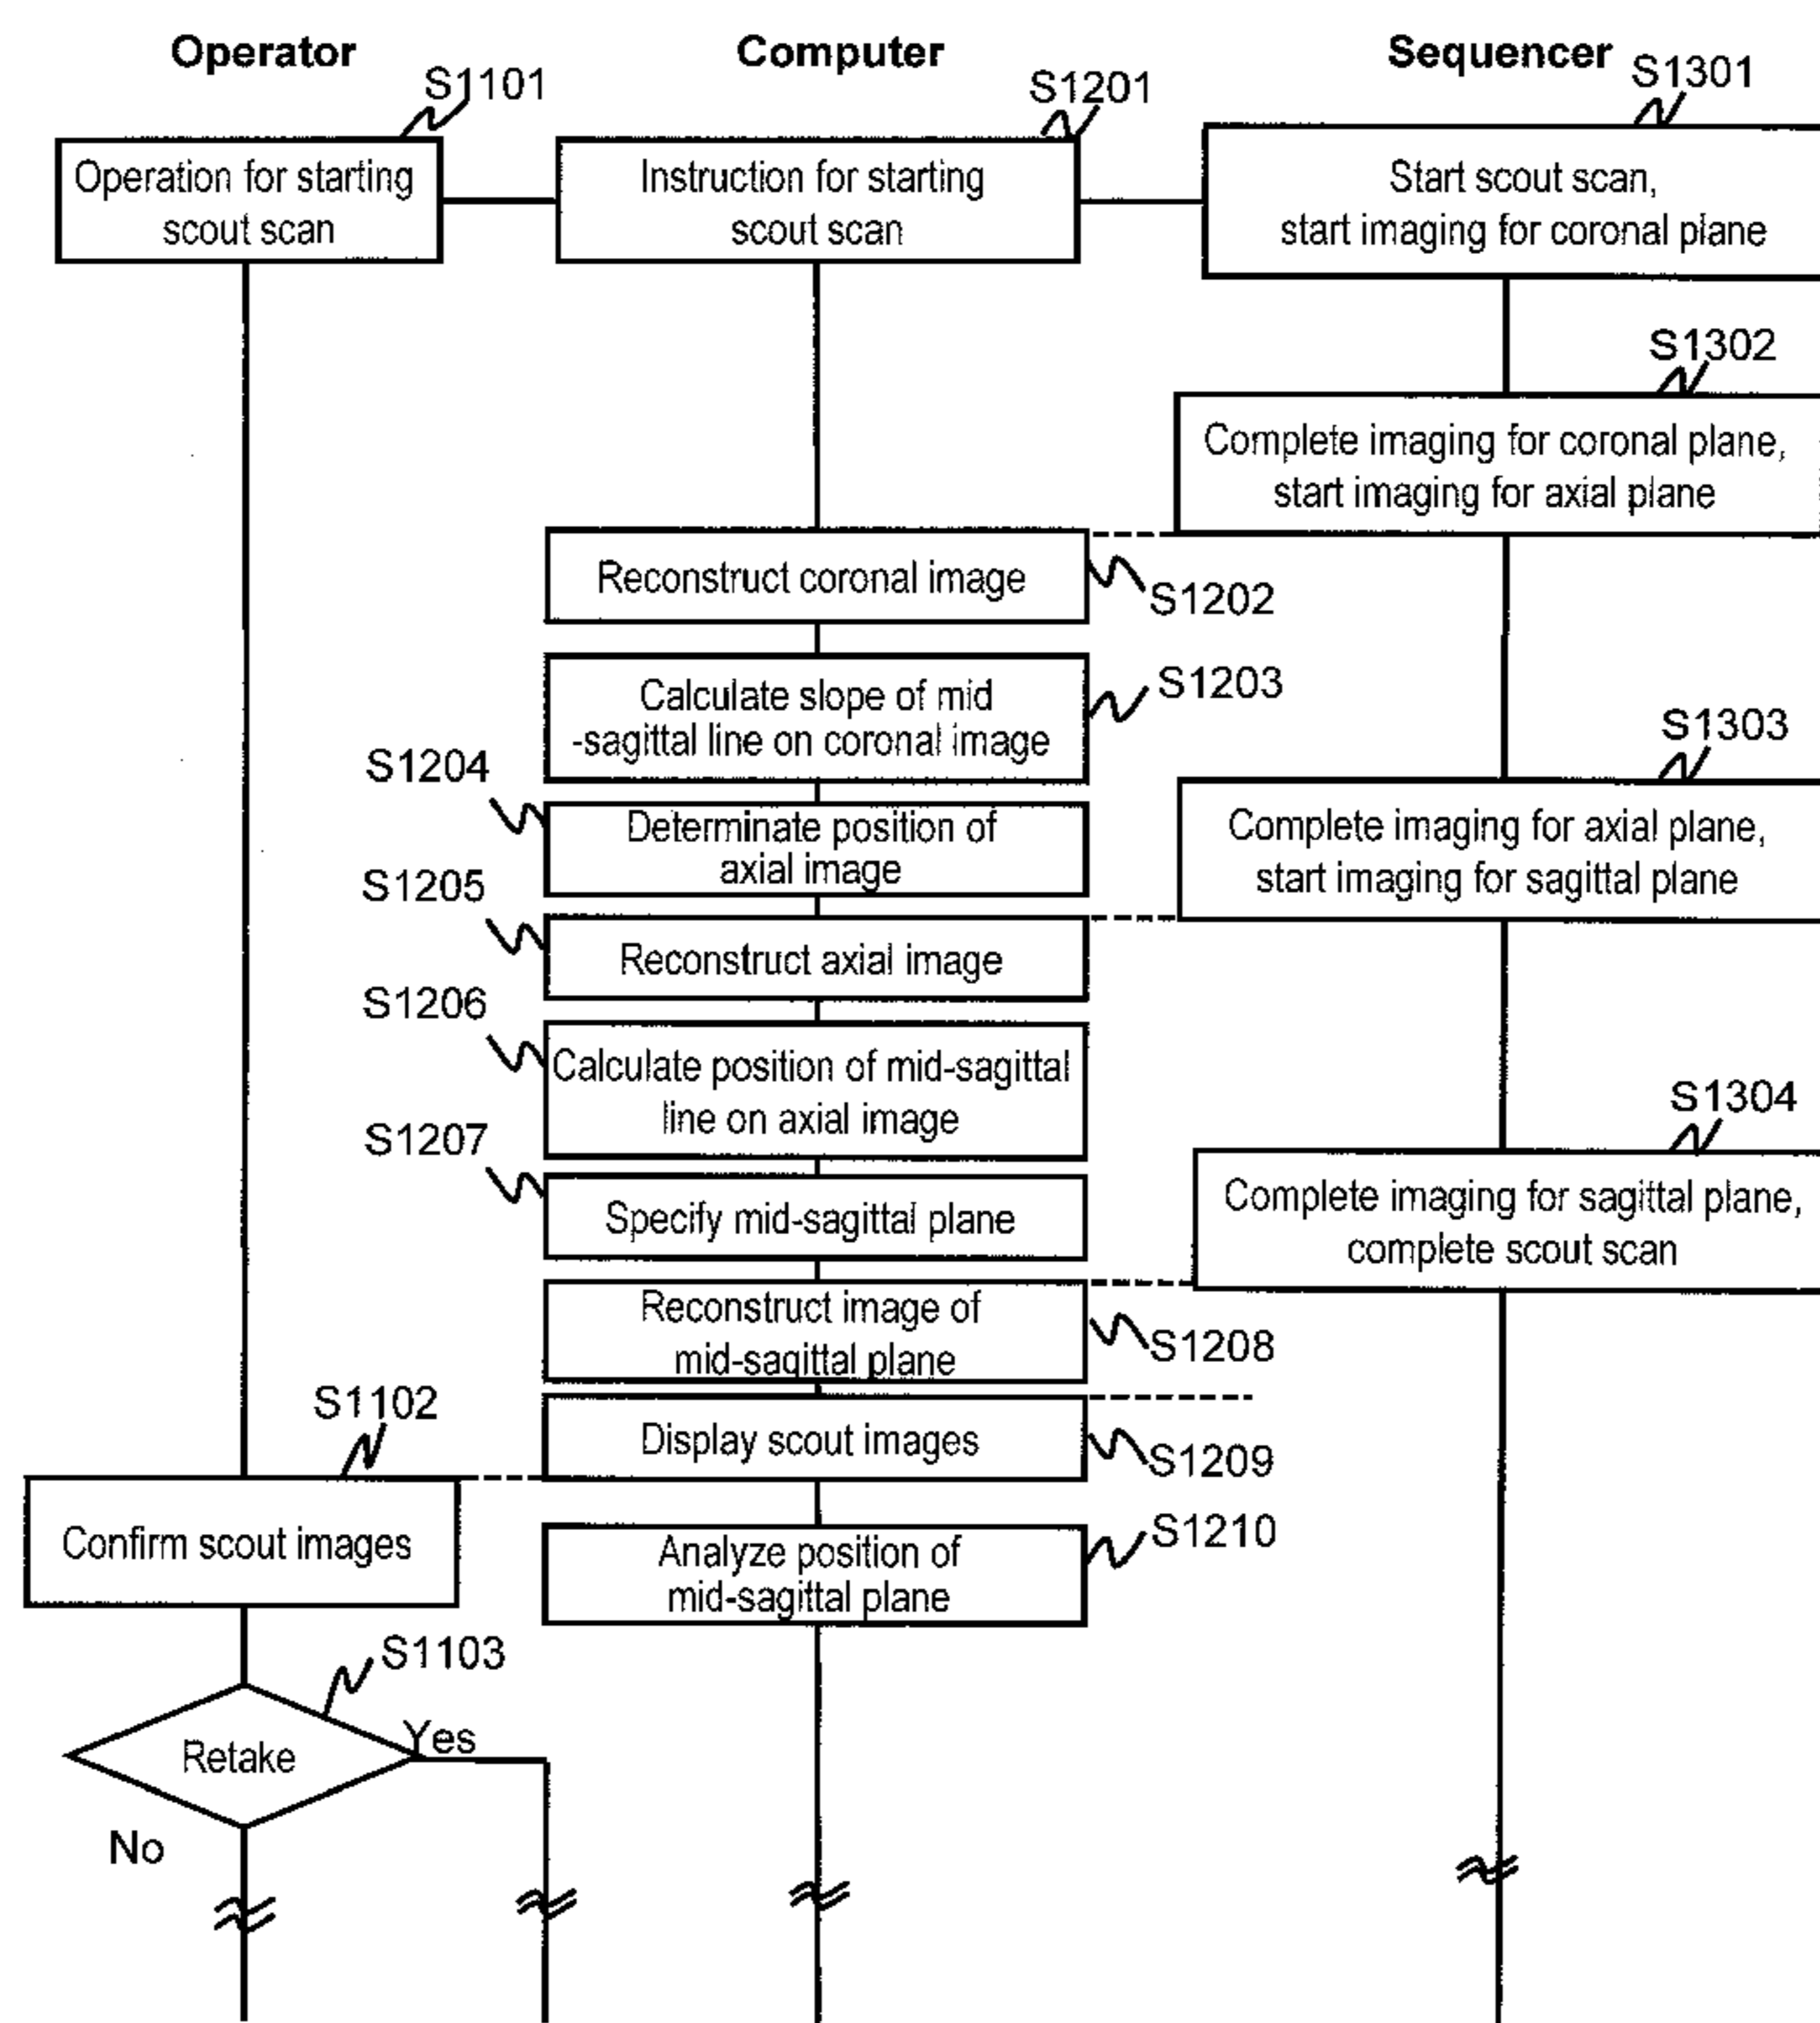 Operator
Computer
Sequencer
S1101
S1201
S1301
Operation for starting
scout scan
Instruction for starting
scout scan
Start scout scan,
start imaging for coronal plane
S1302
Complete imaging for coronal plane,
start imaging for axial plane
Reconstruct coronal image
S1202
Calculate slope of mid
-sagittal line on coronal image
S1203
S1303
S1204
Determinate position of
axial image
Complete imaging for axial plane,
start imaging for sagittal plane
S1205
Reconstruct axial image
S1206
Calculate position of mid-sagittal
line on axial image
S1304
S1207
Specify mid-sagittal plane
Complete imaging for sagittal plane,
complete scout scan
Reconstruct image of
mid-sagittal plane
S1208
S1102
Display scout images
S1209
Confirm scout images
Analyze position of
mid-sagittal plane
S1210
S1103
Retake
Yes
No